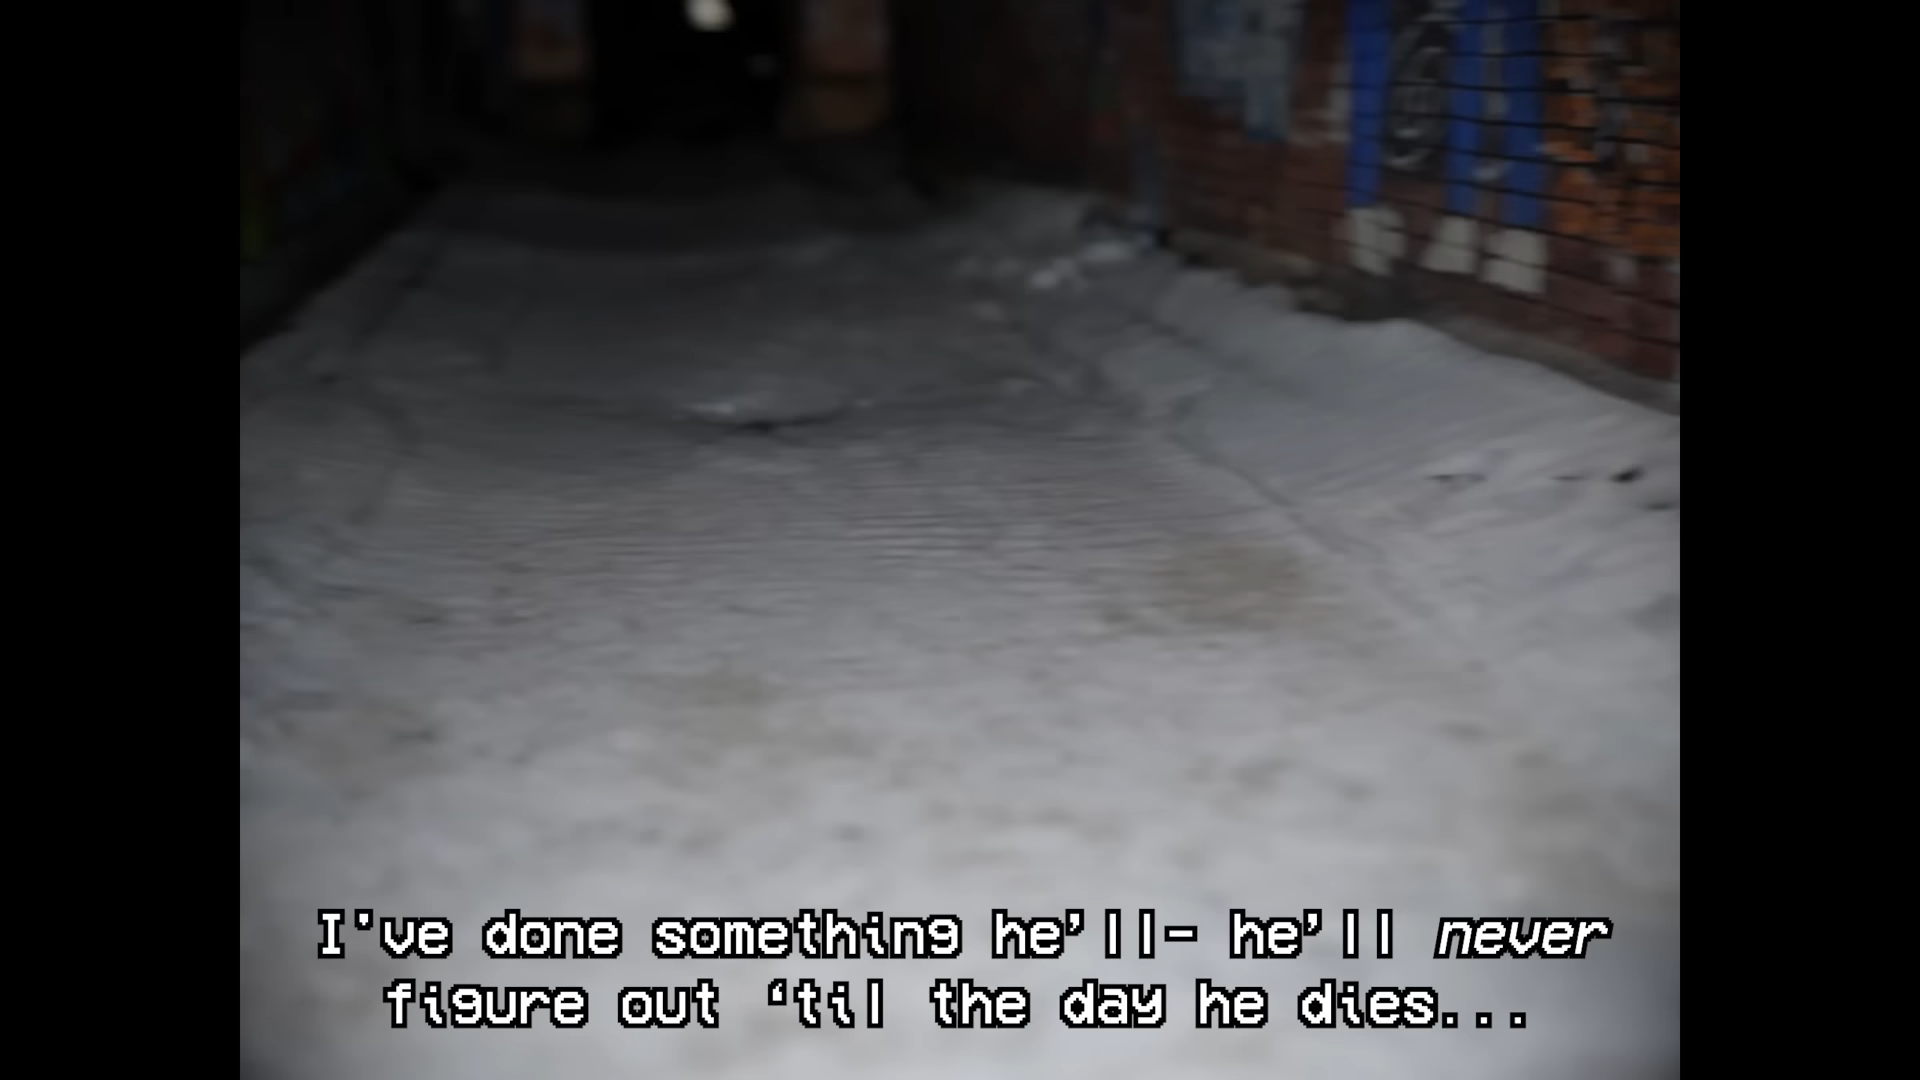 I've done something he’ll- he’ll never
figure out ‘til the day he dies...